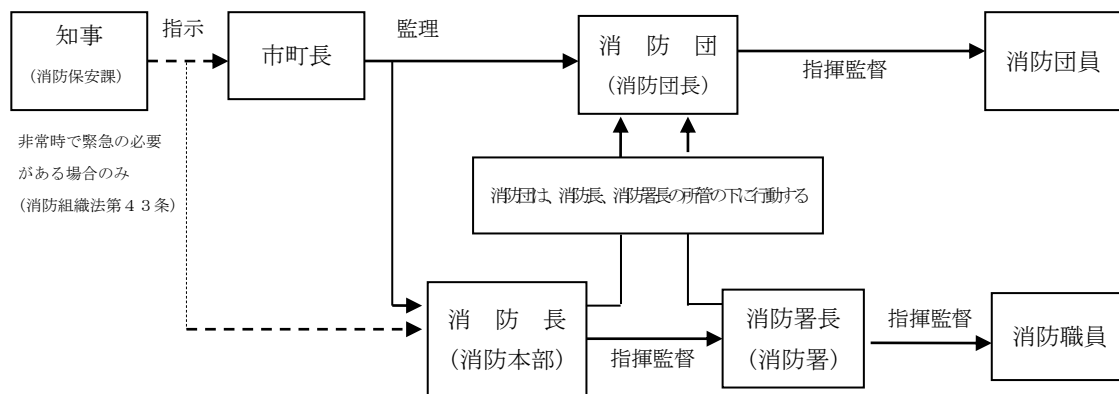 知事
(消防保安課)
指示
市町長
監理
消　防　団
(消防団長)
指揮監督
消防団員
非常時で緊急の必要
がある場合のみ
(消防組織法第４３条)
消防団は、消防長、消防署長の所管の下に行動する
消　防　長
(消防本部)
指揮監督
消防署長
(消防署)
指揮監督
消防職員